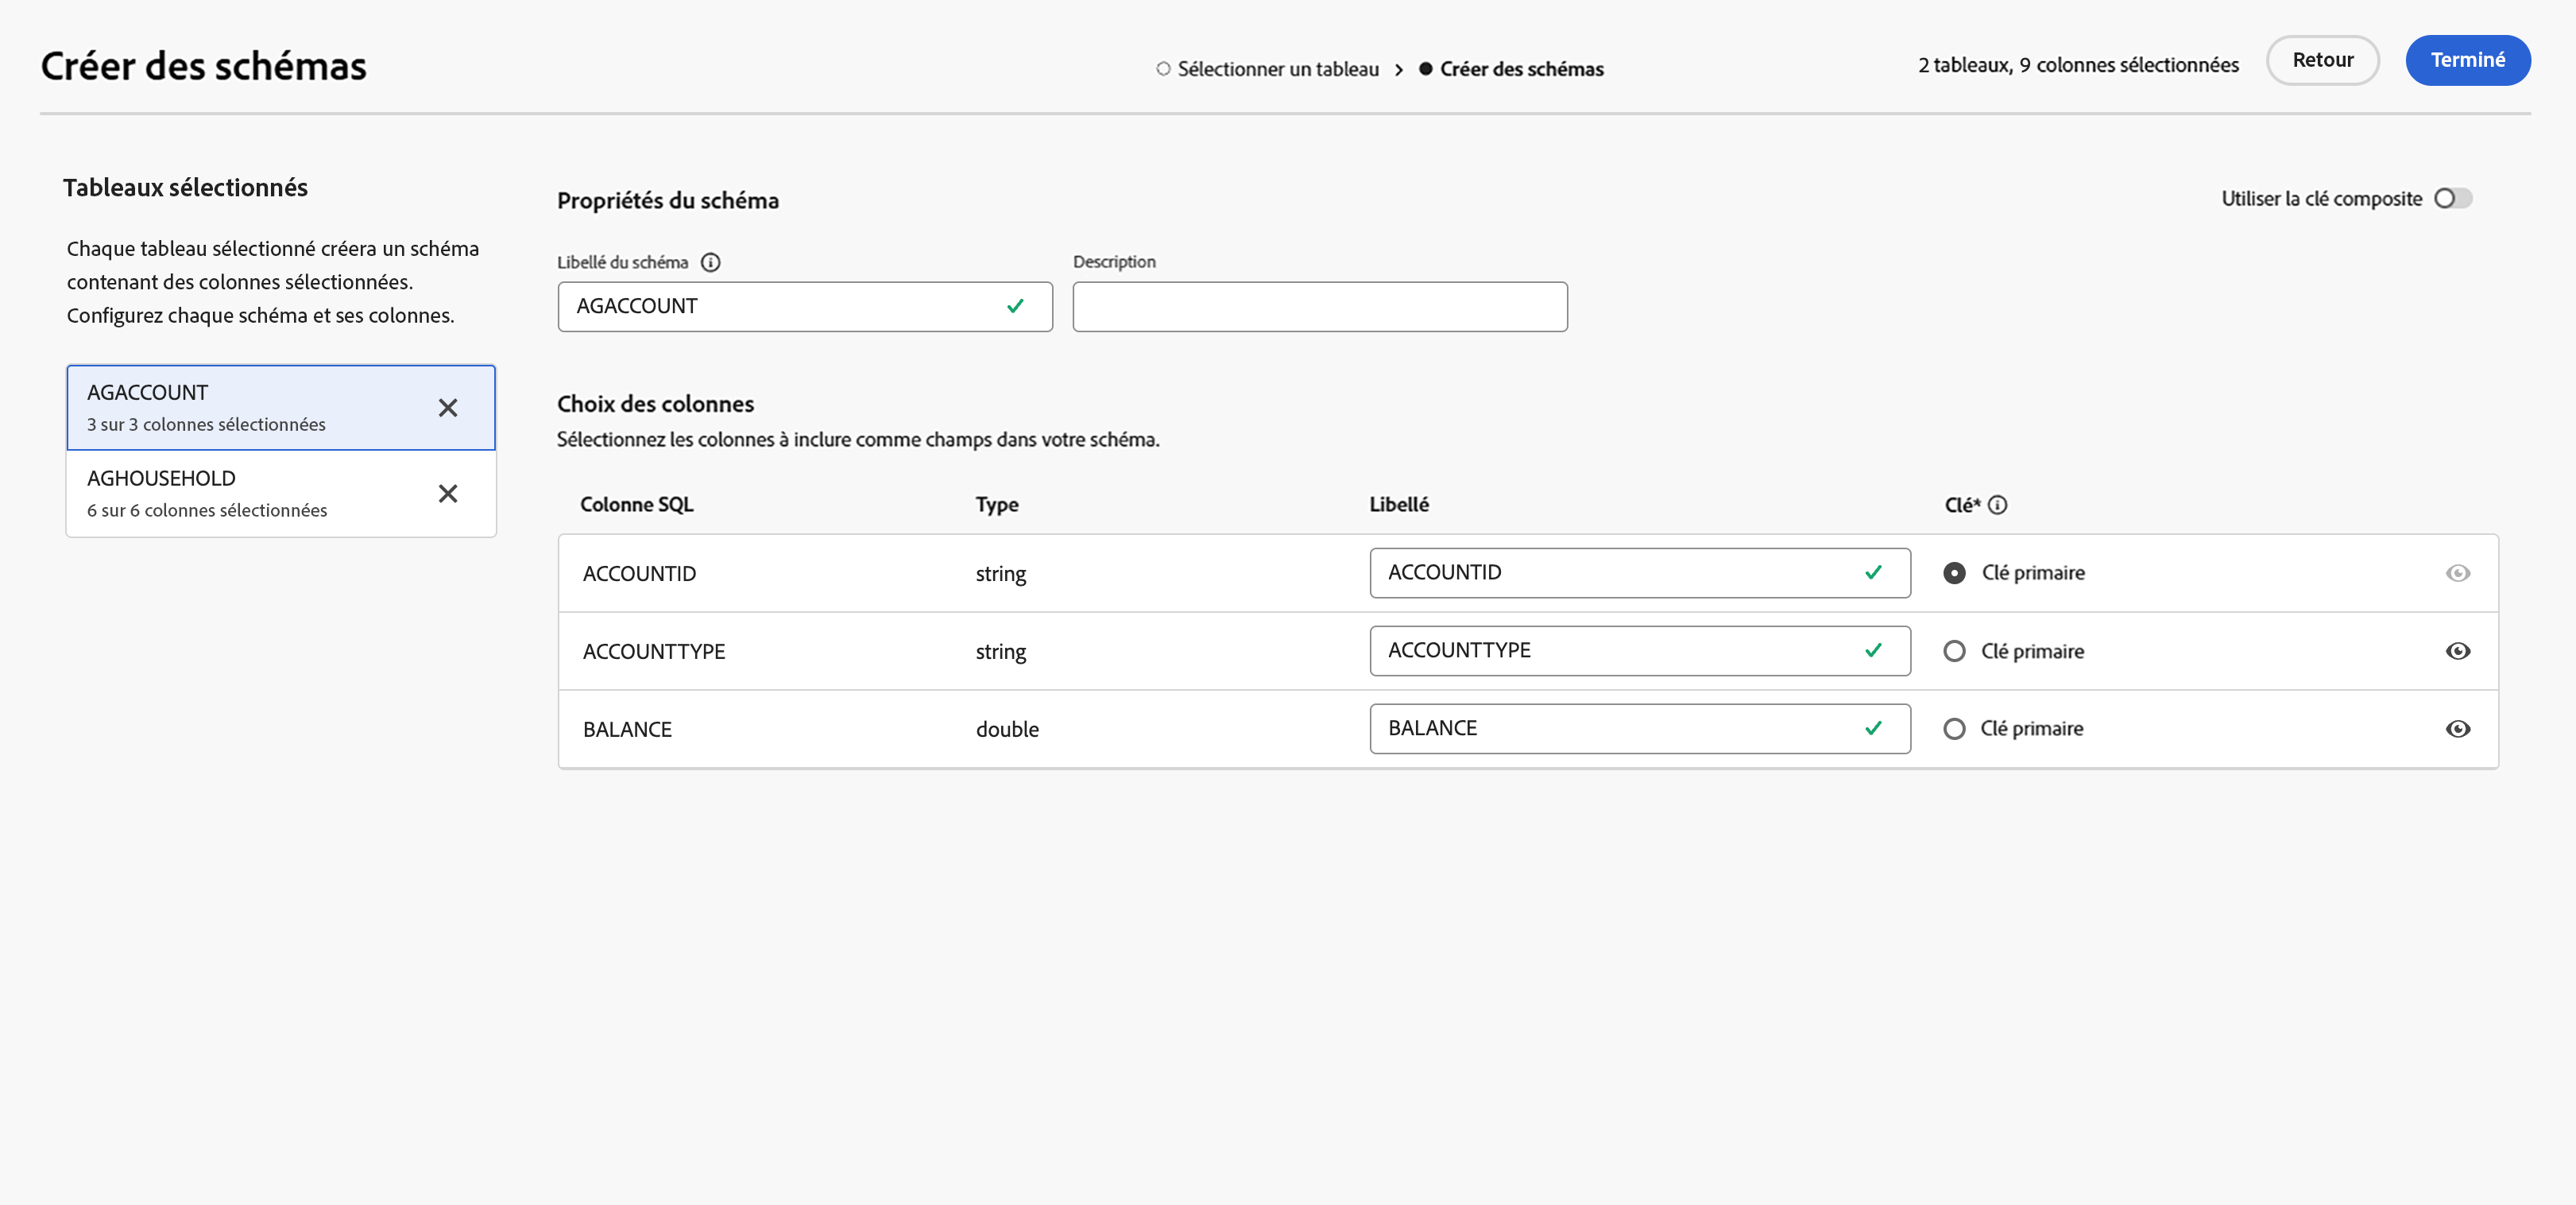 Créer des schémas
Sélectionner un tableau
Créer des schémas
2 tableaux, 9 colonnes sélectionnées
Retour
Terminé
Tableaux sélectionnés
Chaque tableau sélectionné créera un schéma
contenant des colonnes sélectionnées.
Configurez chaque schéma et ses colonnes.
AGACCOUNT
3 sur 3 colonnes sélectionnées
AGHOUSEHOLD
6 sur 6 colonnes sélectionnées
Propriétés du schéma
Utiliser la clé composite
Libellé du schéma
Description
AGACCOUNT
Choix des colonnes
Sélectionnez les colonnes à inclure comme champs dans votre schéma.
Colonne SQL Type Libellé Clé*
ACCOUNTID string ACCOUNTID Clé primaire
ACCOUNTTYPE string ACCOUNTTYPE Clé primaire
BALANCE double BALANCE Clé primaire